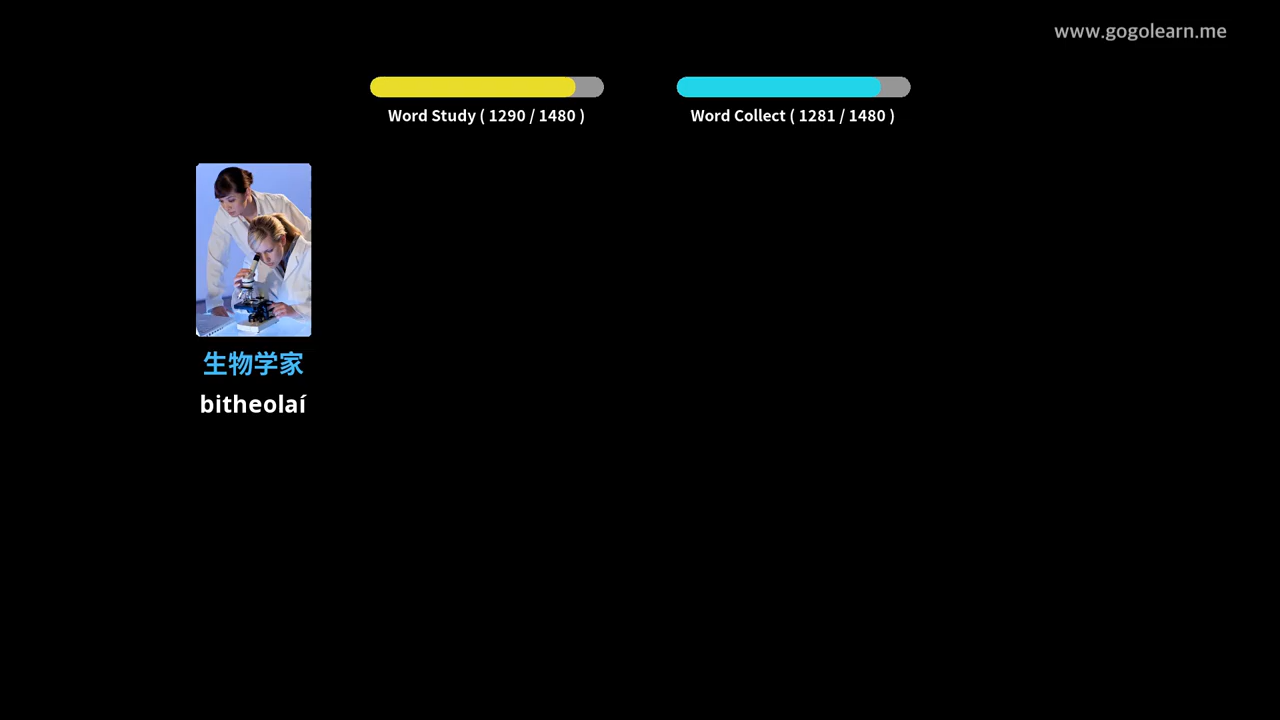 www.gogolearn.me
Word Study ( 1290 / 1480 )
Word Collect ( 1281 / 1480 )
生物学家
bitheolaí